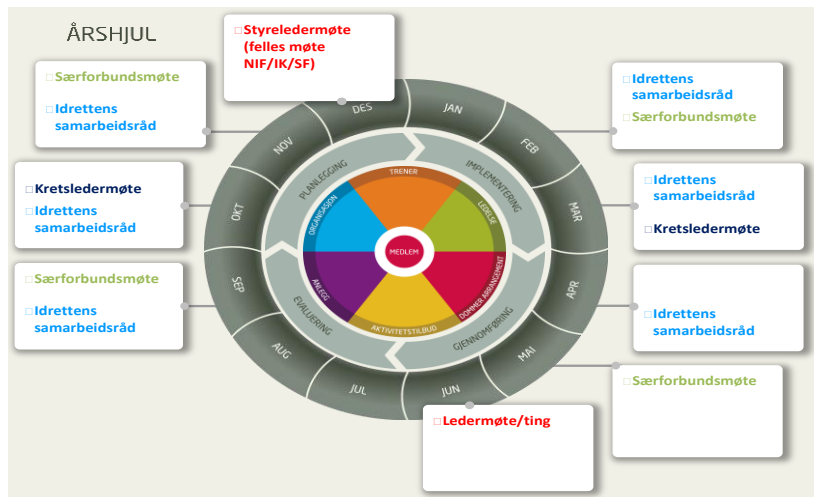 ÅRSHJUL
Styreledermøte
(felles møte
NIF/IK/SF)
Særforbundsmøte
Idrettens
samarbeidsråd
Idrettens
samarbeidsråd
Særforbundsmøte
Kretsledermøte
Idrettens
samarbeidsråd
Idrettens
samarbeidsråd
Kretsledermøte
Særforbundsmøte
Idrettens
samarbeidsråd
Idrettens
samarbeidsråd
Særforbundsmøte
Ledermøte/ting
JAN
FEB
MAR
APR
MAI
JUN
JUL
AUG
SEP
OKT
NOV
DES
PLANLEGGING
IMPLEMENTERING
GJENNOMFØRING
EVALUERING
TRENER
LEDELSE
DOMMER ARRANGEMENT
AKTIVITETSTILBUD
ANLEGG
ORGANISASJON
MEDLEM